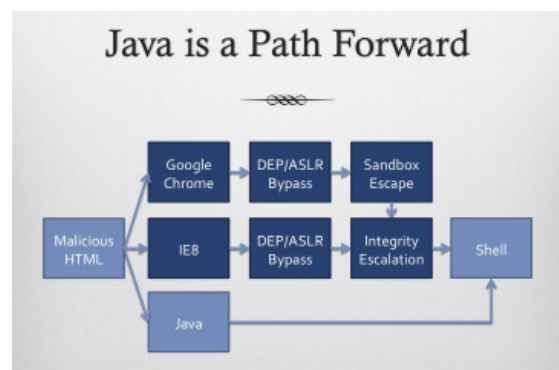 Java is a Path Forward
Google
Chrome
DEP/ASLR
Bypass
Sandbox
Escape
Malicious
HTML
IE8
DEP/ASLR
Bypass
Integrity
Escalation
Shell
Java